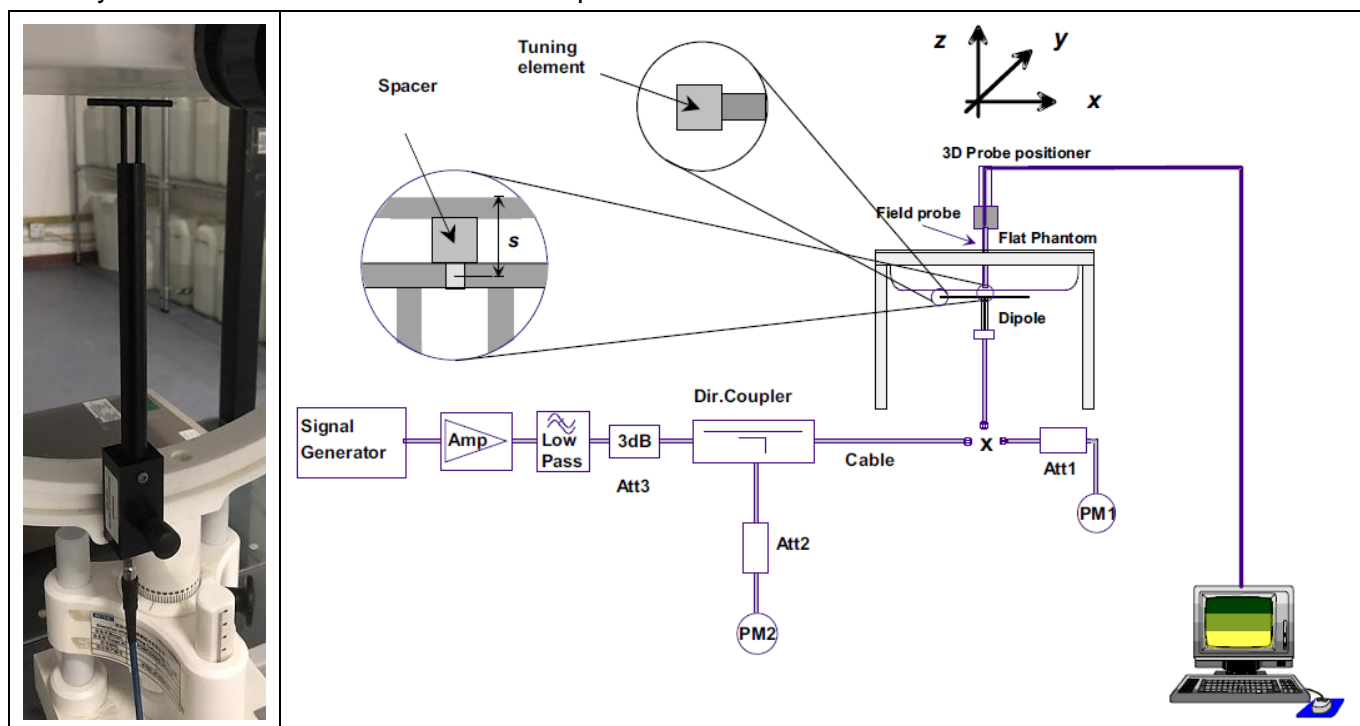 Tuning
element
Spacer
z
y
x
3D Probe positioner
Field probe
Flat Phantom
s
Dipole
Dir.Coupler
Signal
Generator
Amp
Low
Pass
3dB
Att3
Cable
x
Att1
PM1
Att2
PM2